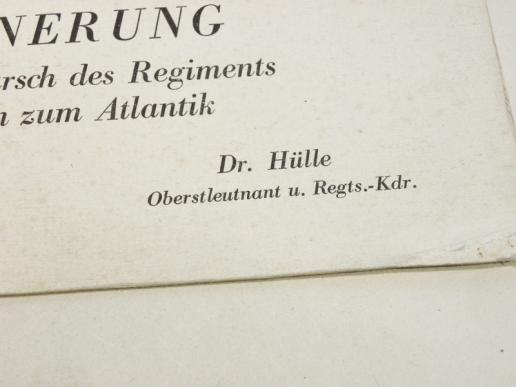 NERUNG
rsch des Regiments
n zum Atlantik
Dr. Hülle
Oberstleutnant u. Regts.-Kdr.